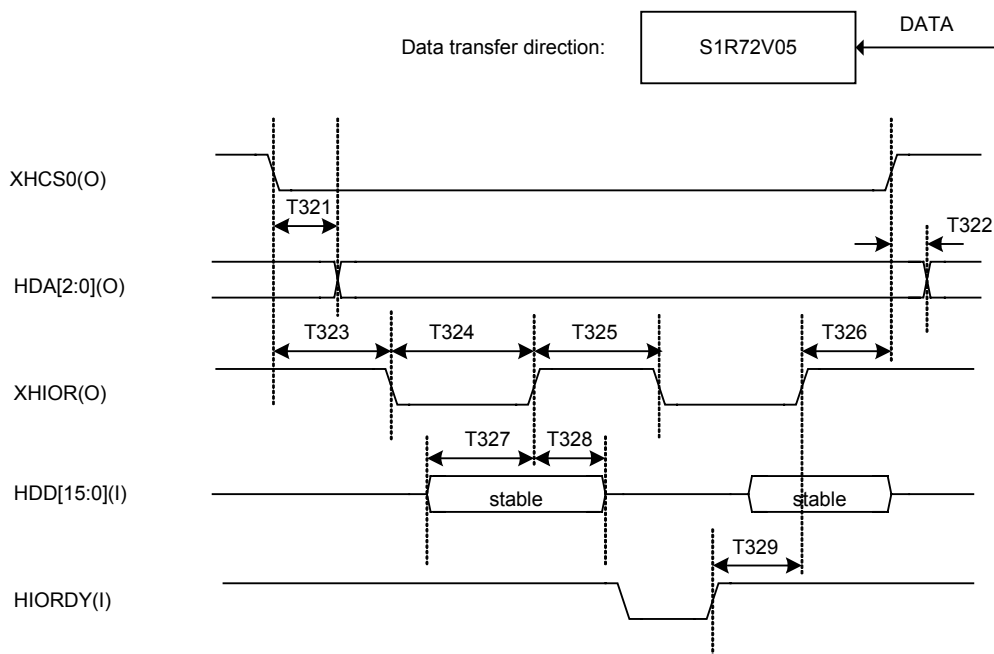 DATA
Data transfer direction: S1R72V05
XHCS0(O)
T321
T322
HDA[2:0](O)
T323 T324 T325 T326
XHIOR(O)
T327 T328
HDD[15:0](I)
stable stable
T329
HIORDY(I)